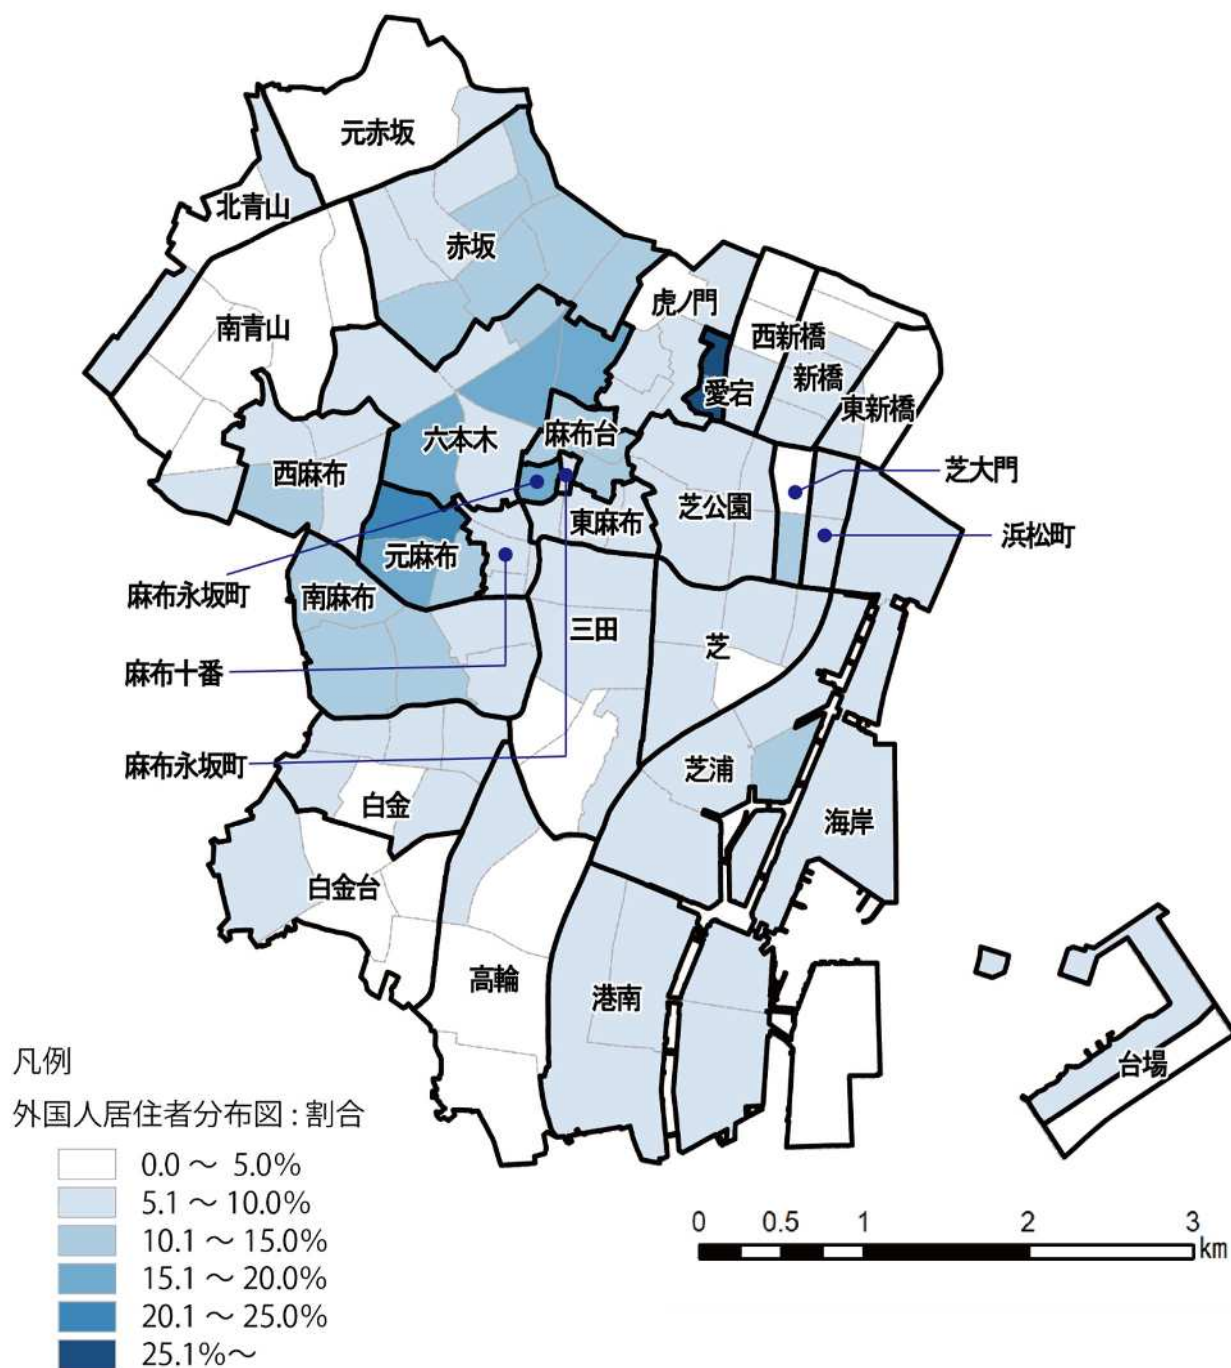 元赤坂
北青山
赤坂
虎ノ門
南青山
西新橋
新橋
愛宕
東新橋
六本木
麻布台
西麻布
芝大門
芝公園
東麻布
浜松町
元麻布
麻布永坂町
南麻布
三田
芝
麻布十番
麻布永坂町
芝浦
白金
海岸
白金台
高輪
港南
台場
凡例
外国人居住者分布図 : 割合
0.0 ～ 5.0%
5.1 ～ 10.0%
10.1 ～ 15.0%
15.1 ～ 20.0%
20.1 ～ 25.0%
25.1%～
0 0.5 1 2 3
km